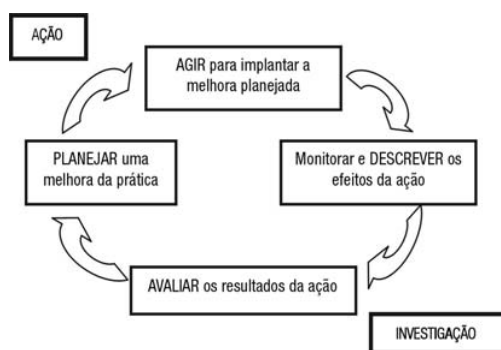 AÇÃO
AGIR para implantar a
melhora planejada
PLANEJAR uma
melhora da prática
Monitorar e DESCREVER os
efeitos da ação
AVALIAR os resultados da ação
INVESTIGAÇÃO